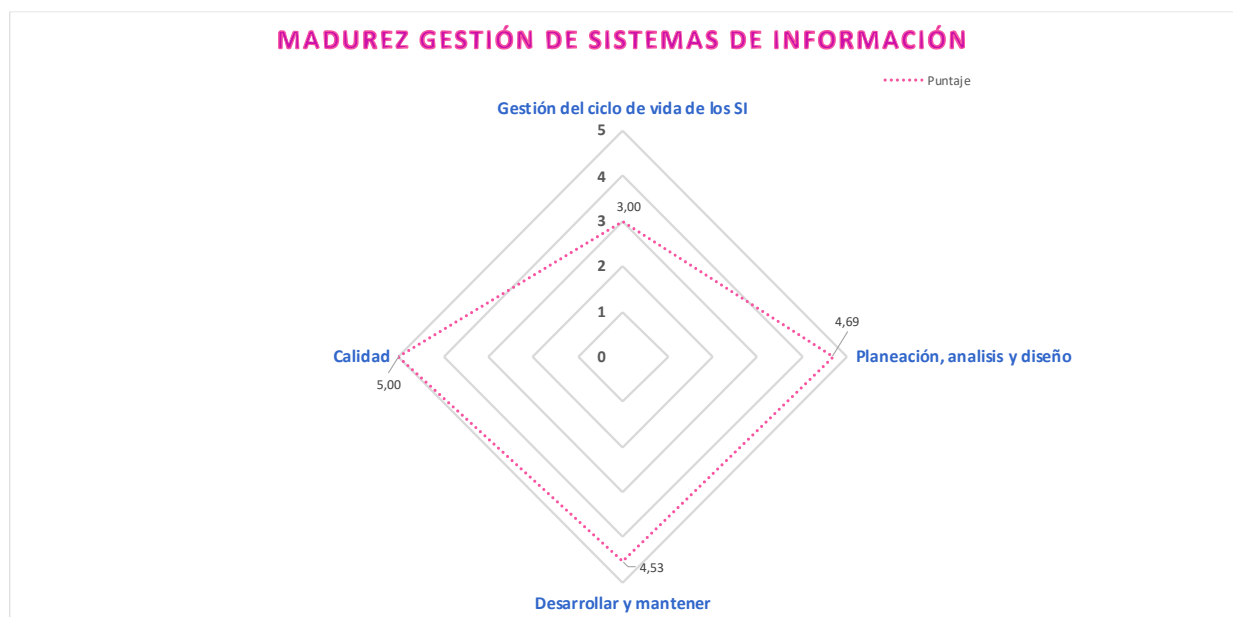 MADUREZ GESTIÓN DE SISTEMAS DE INFORMACIÓN
Puntaje
Gestión del ciclo de vida de los SI
5
4
3,00
3
2
1
4,69
0
Calidad
Planeación, analisis y diseño
5,00
4,53
Desarrollar y mantener